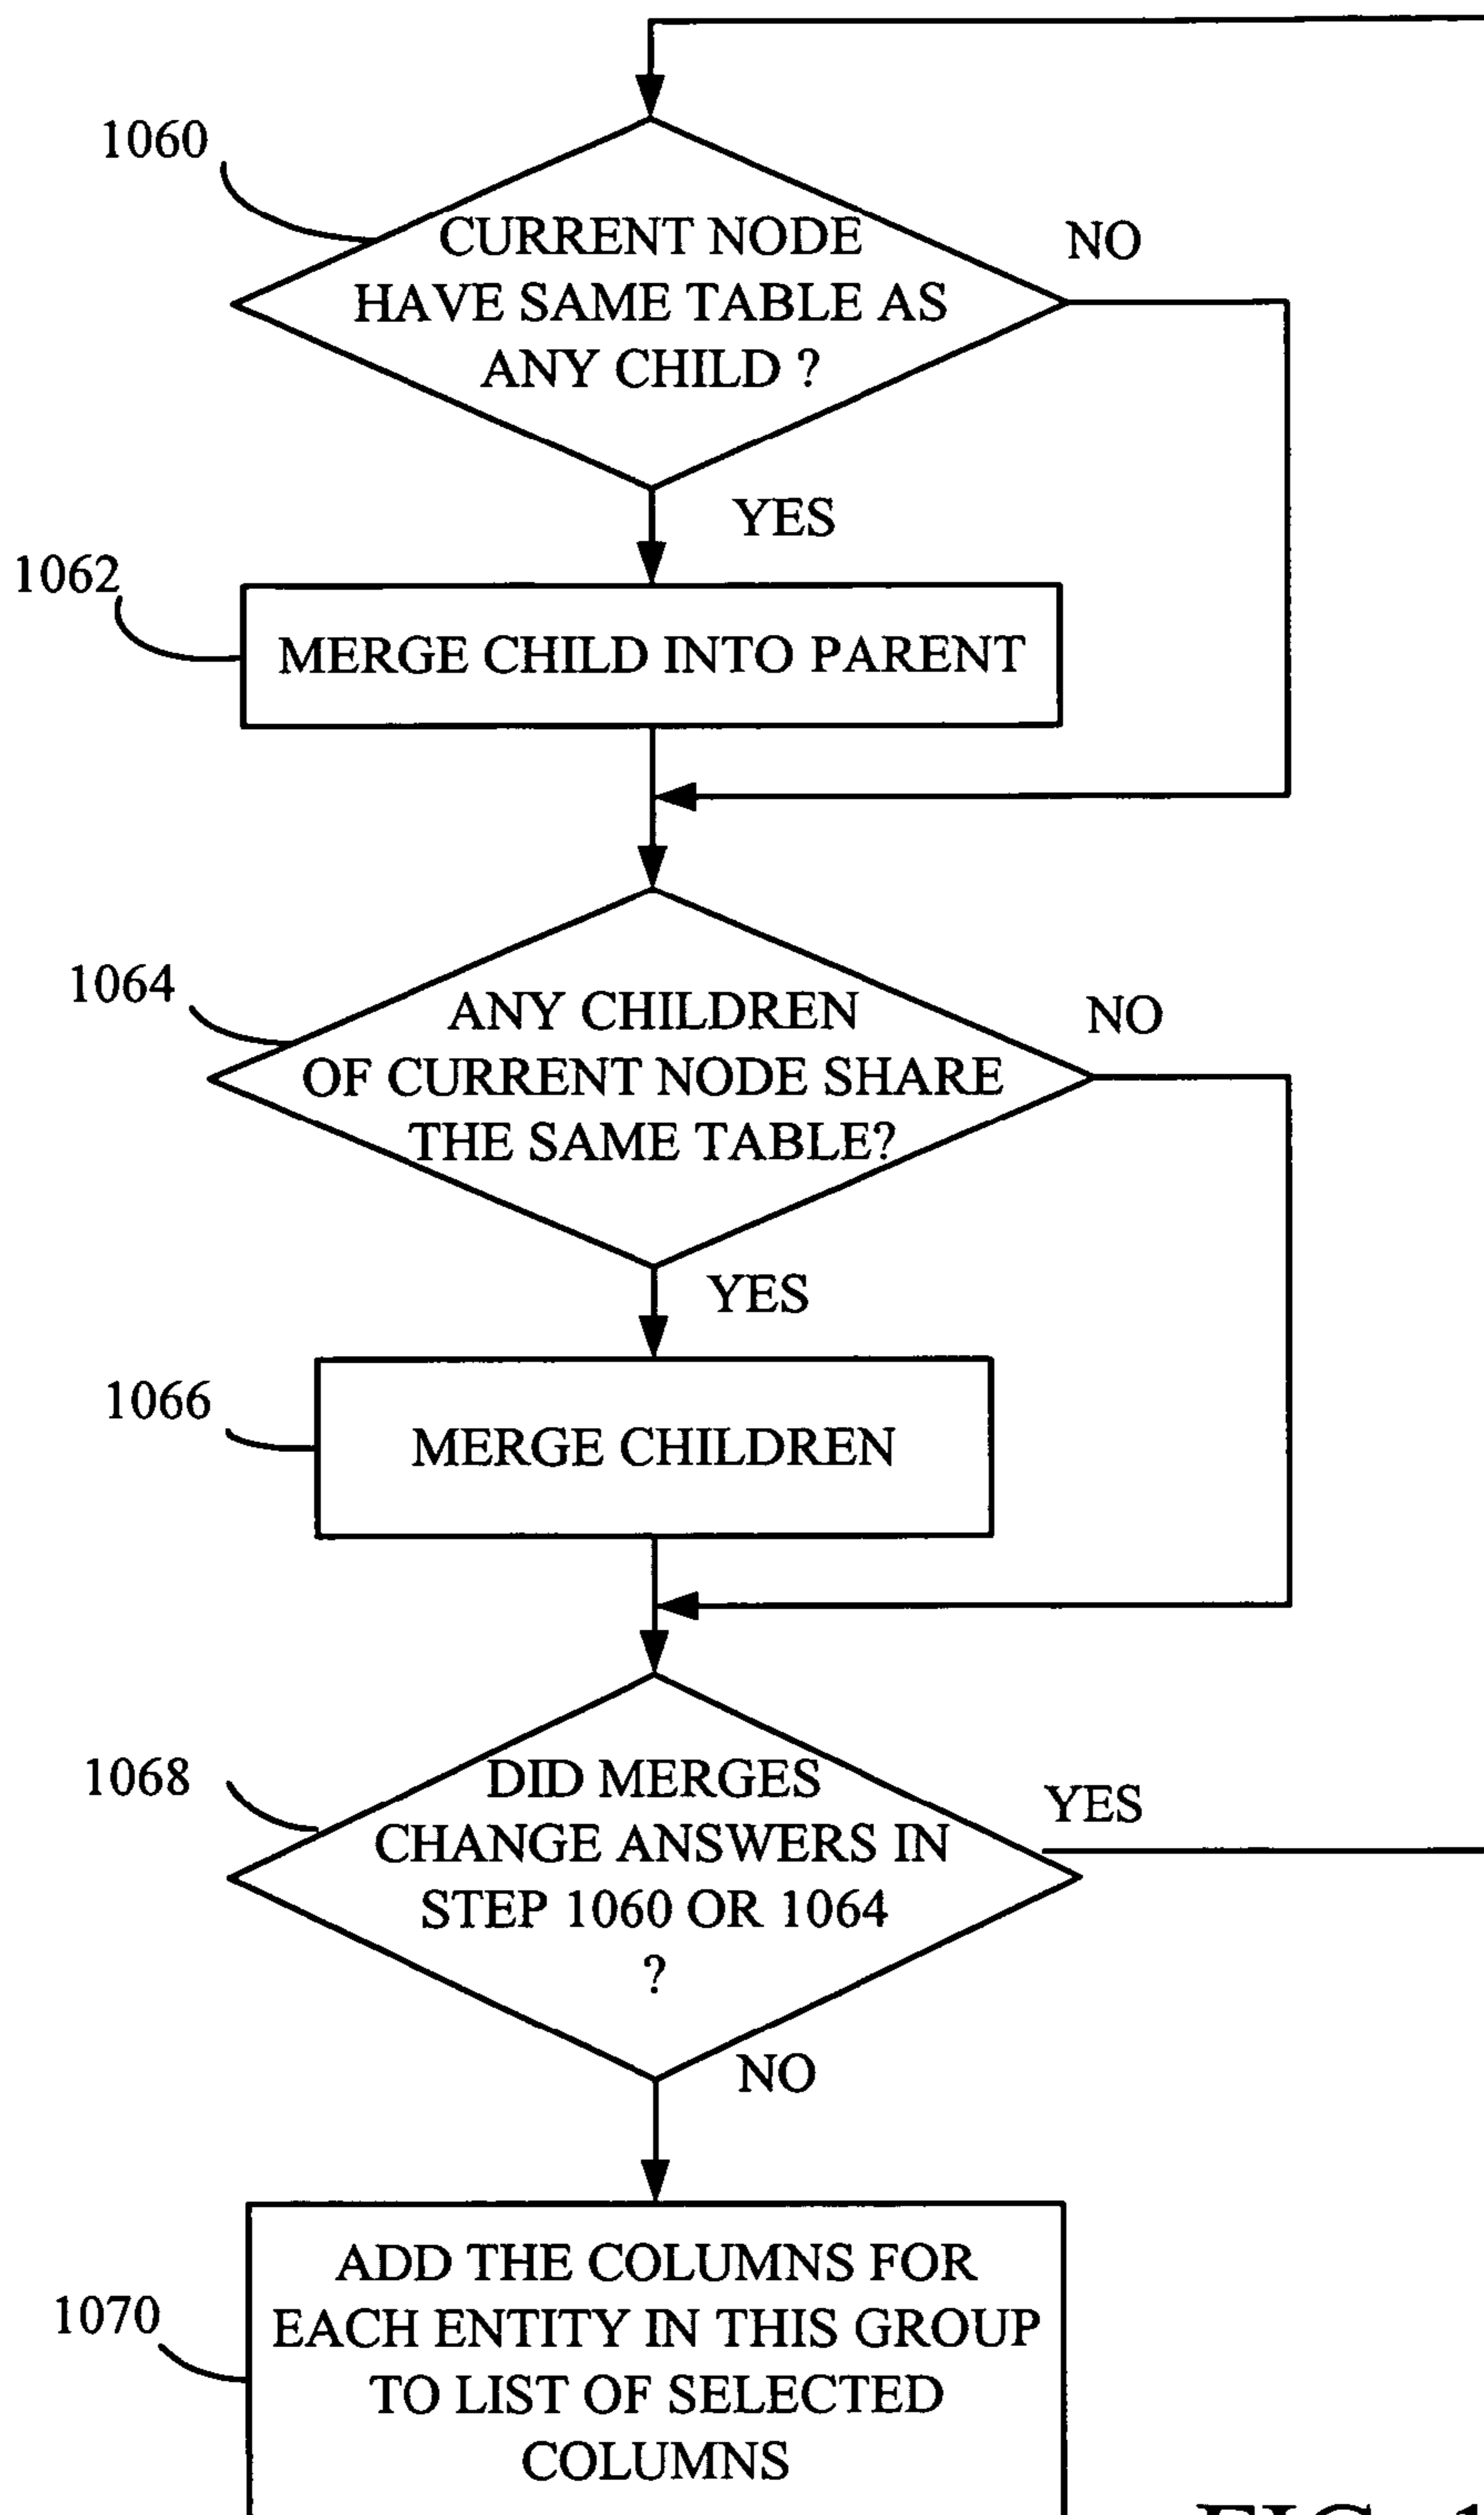 1060
CURRENT NODE
HAVE SAME TABLE AS
ANY CHILD ?
NO
YES
1062
MERGE CHILD INTO PARENT
1064
ANY CHILDREN
OF CURRENT NODE SHARE
THE SAME TABLE?
NO
YES
1066
MERGE CHILDREN
1068
DID MERGES
CHANGE ANSWERS IN
STEP 1060 OR 1064
?
YES
NO
1070
ADD THE COLUMNS FOR
EACH ENTITY IN THIS GROUP
TO LIST OF SELECTED
COLUMNS